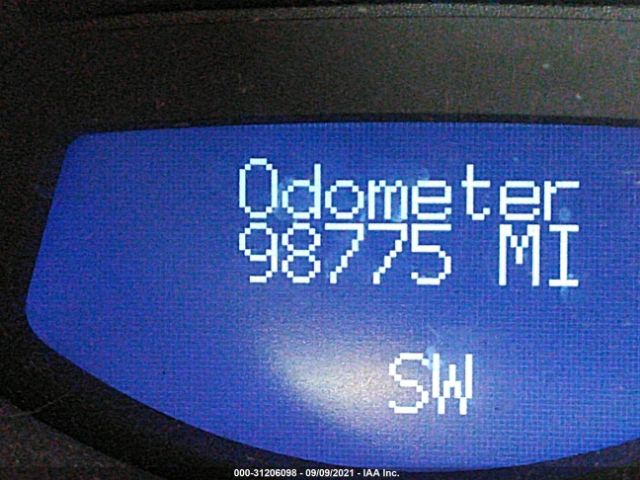 Odometer
98775 MI
SW
000-31206098 - 09/09/2021 - IAA Inc.